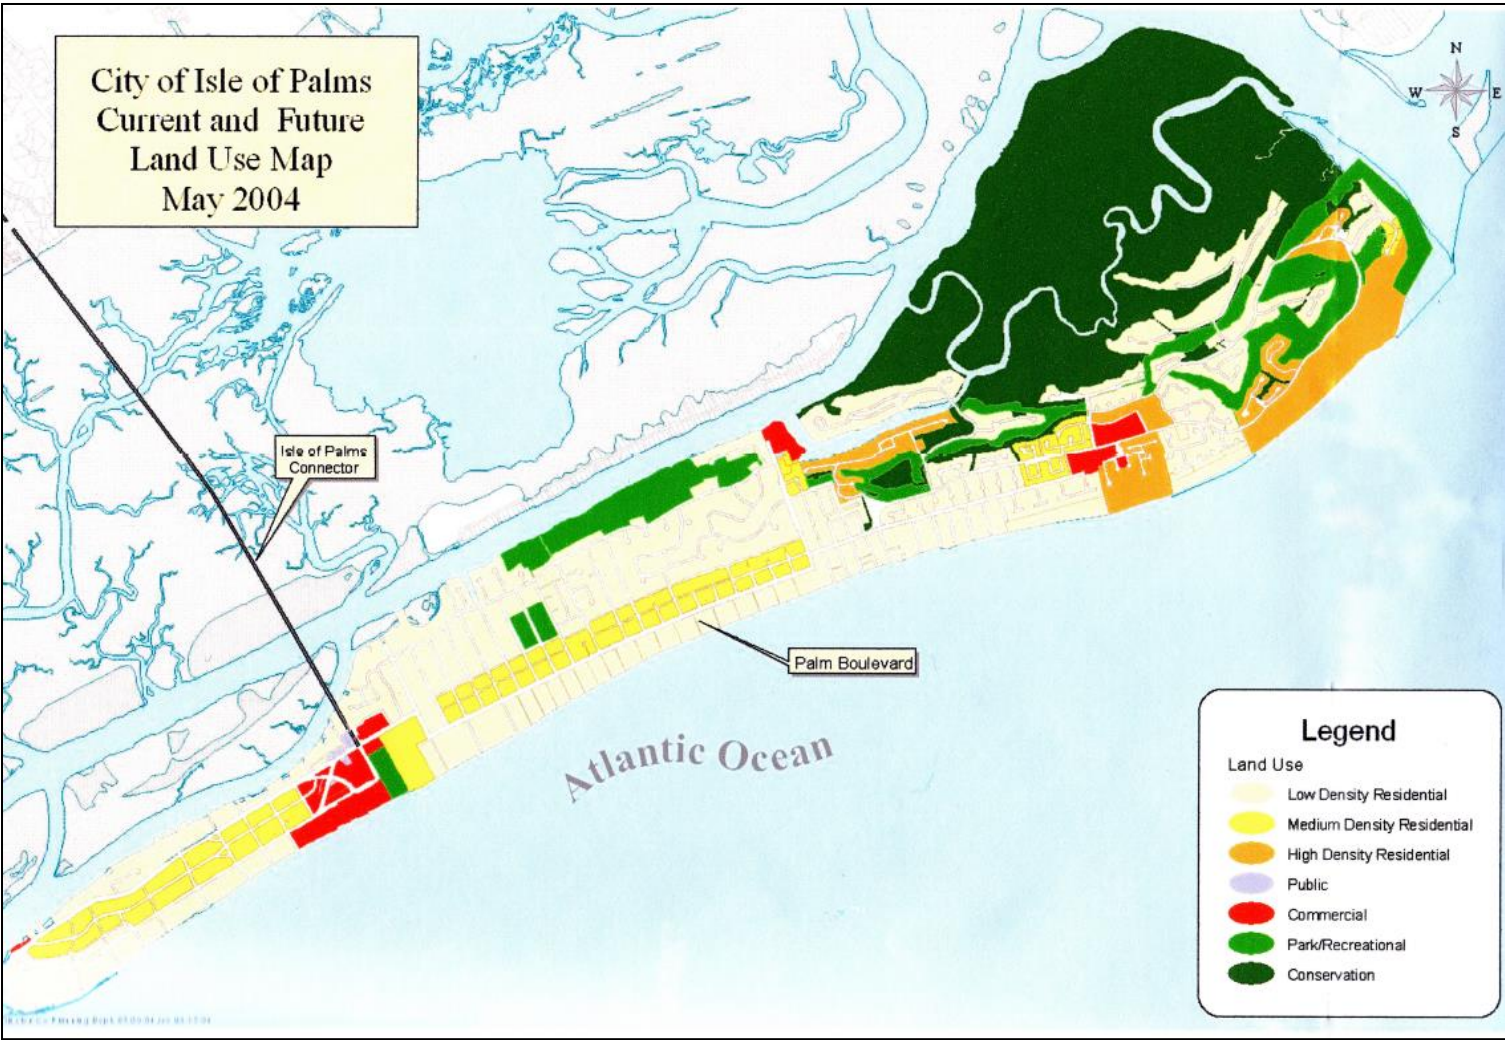 City of Isle of Palms
Current and Future
Land Use Map
May 2004
N
W
E
S
Isle of Palms
Connector
Palm Boulevard
Atlantic Ocean
Legend
Land Use
Low Density Residential
Medium Density Residential
High Density Residential
Public
Commercial
Park/Recreational
Conservation